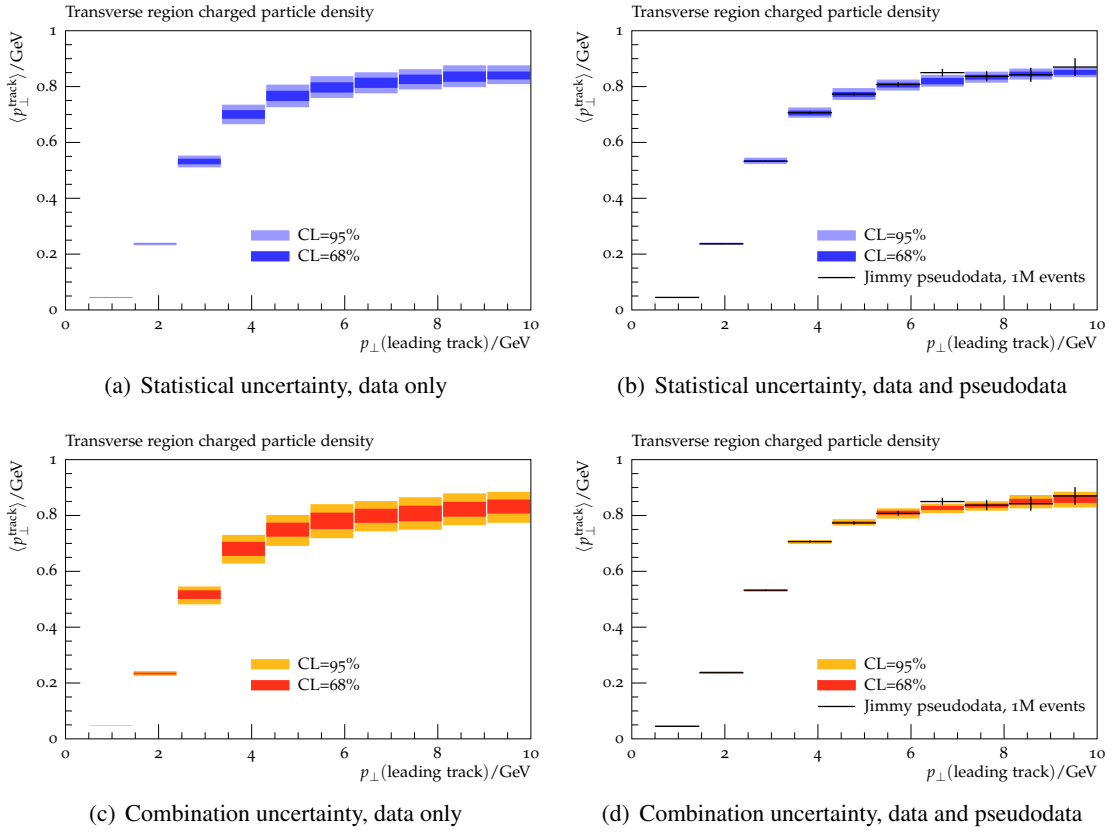 Transverse region charged particle density
⟨p⊥^track⟩/GeV
1
0.8
0.6
0.4
0.2
0
CL=95%
CL=68%
0 2 4 6 8 10
p⊥(leading track)/GeV
(a) Statistical uncertainty, data only
Transverse region charged particle density
⟨p⊥^track⟩/GeV
1
0.8
0.6
0.4
0.2
0
CL=95%
CL=68%
Jimmy pseudodata, 1M events
0 2 4 6 8 10
p⊥(leading track)/GeV
(b) Statistical uncertainty, data and pseudodata
Transverse region charged particle density
⟨p⊥^track⟩/GeV
1
0.8
0.6
0.4
0.2
0
CL=95%
CL=68%
0 2 4 6 8 10
p⊥(leading track)/GeV
(c) Combination uncertainty, data only
Transverse region charged particle density
⟨p⊥^track⟩/GeV
1
0.8
0.6
0.4
0.2
0
CL=95%
CL=68%
Jimmy pseudodata, 1M events
0 2 4 6 8 10
p⊥(leading track)/GeV
(d) Combination uncertainty, data and pseudodata